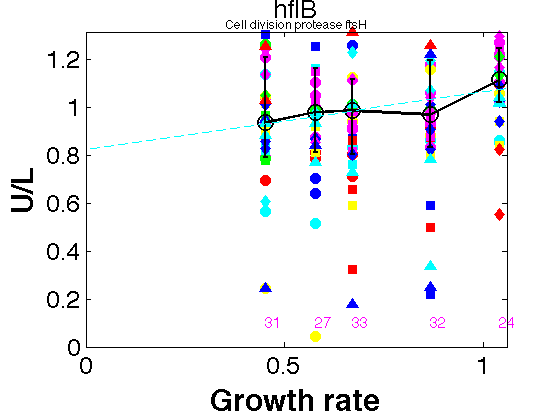 hflB
Cell division protease ftsH
1.2
1
0.8
0.6
0.4
0.2
0
U/L
31 27 33 32 24
0 0.5 1
Growth rate